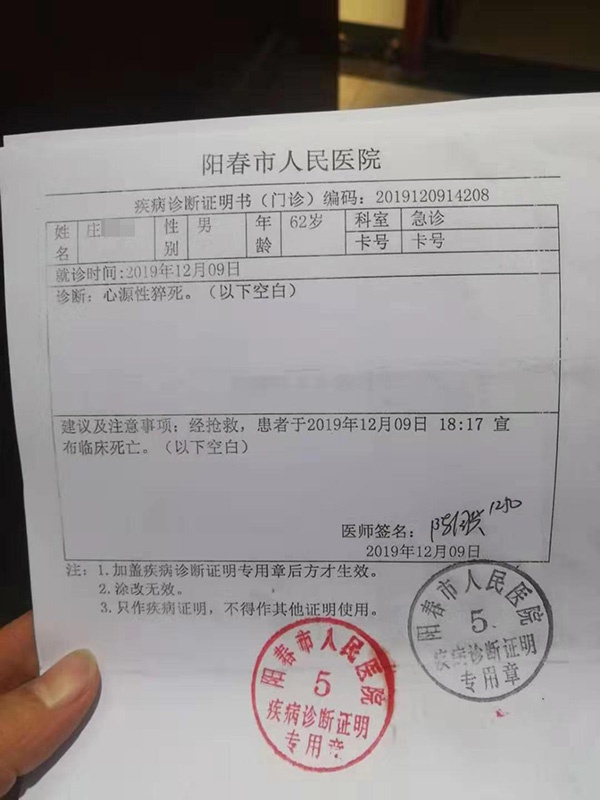 阳春市人民医院
疾病诊断证明书（门诊）编码：2019120914208
姓名 庄 性别 男 年龄 62岁 科室 急诊
卡号 卡号
就诊时间:2019年12月09日
诊断：心源性猝死。（以下空白）
建议及注意事项：经抢救，患者于2019年12月09日 18:17 宣
布临床死亡。（以下空白）
医师签名：
2019年12月09日
注：1.加盖疾病诊断证明专用章后方才生效。
2.涂改无效。
3.只作疾病证明，不得作其他证明使用。
阳春市人民医院
5
疾病诊断证明
专用章
阳春市人民医院
5
疾病诊断证明
专用章